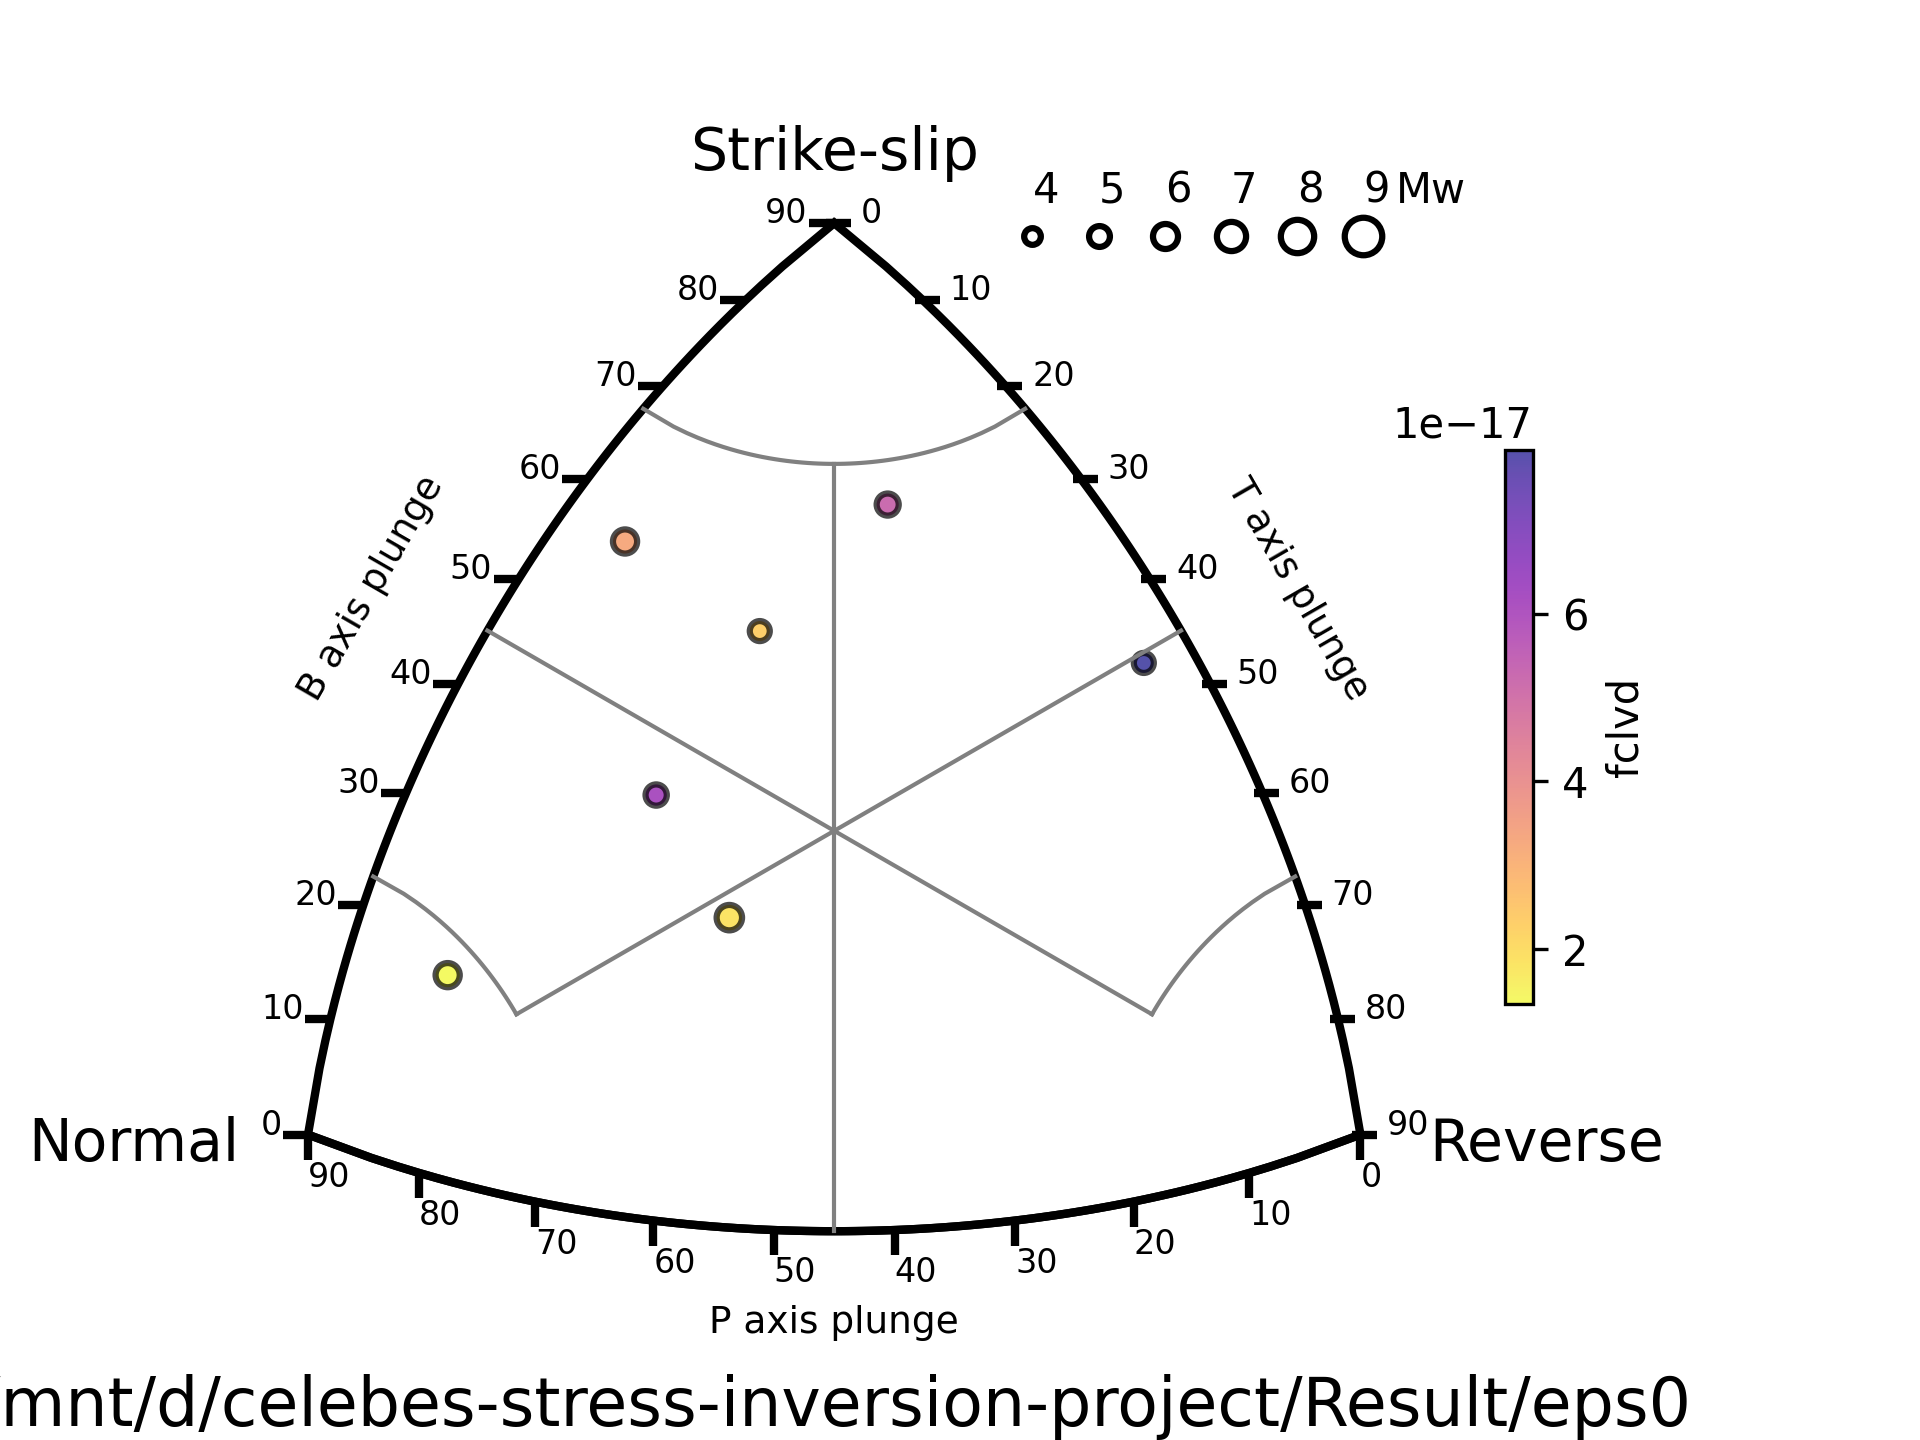 Strike-slip
4 5 6 7 8 9 Mw
90 0
80 10
70 20
60 30
50 40
40 50
30 60
20 70
10 80
0 90
B axis plunge
T axis plunge
1e−17
6
4
2
fclvd
Normal
Reverse
90 80 70 60 50 40 30 20 10 0
P axis plunge
/mnt/d/celebes-stress-inversion-project/Result/eps0